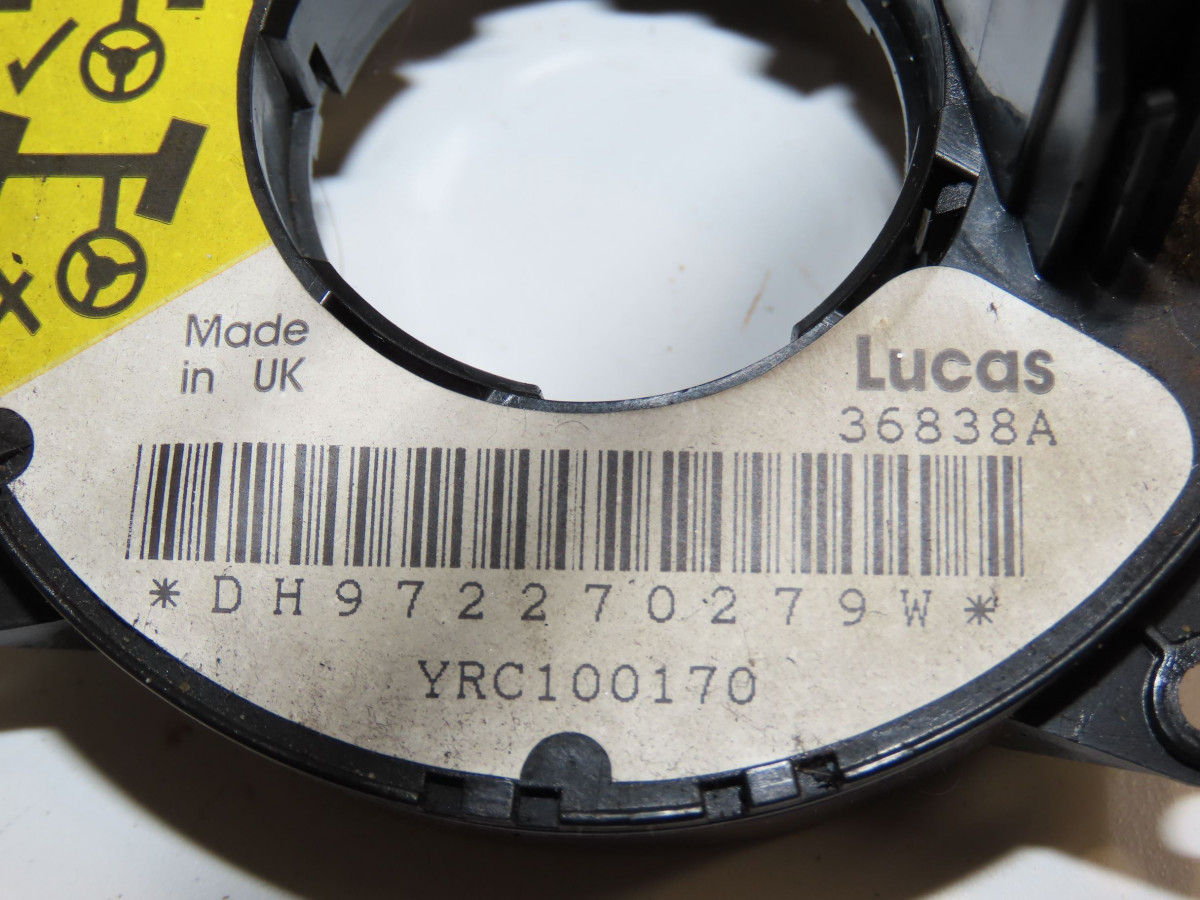 Made
in UK
Lucas
36838A
*DH972270279W*
YRC100170